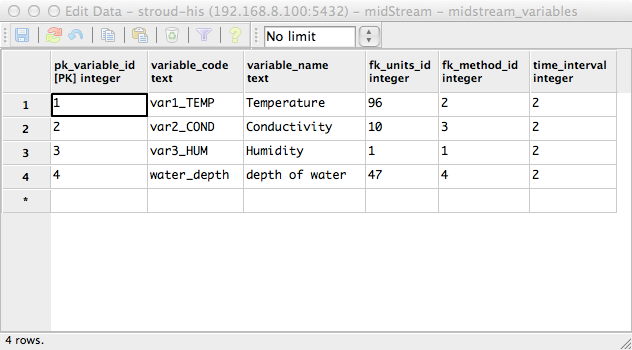 Edit Data – stroud-his (192.168.8.100:5432) – midStream – midstream_variables
No limit
pk_variable_id variable_code variable_name fk_units_id fk_method_id time_interval
[PK] integer text text integer integer integer
1 1 var1_TEMP Temperature 96 2 2
2 2 var2_COND Conductivity 10 3 2
3 3 var3_HUM Humidity 1 1 2
4 4 water_depth depth of water 47 4 2
*
4 rows.